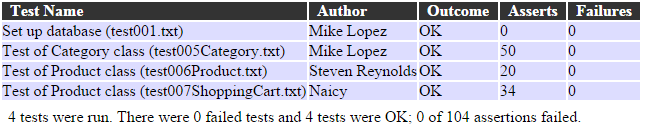 Test Name Author Outcome Asserts Failures
Set up database (test001.txt) Mike Lopez OK 0 0
Test of Category class (test005Category.txt) Mike Lopez OK 50 0
Test of Product class (test006Product.txt) Steven Reynolds OK 20 0
Test of Product class (test007ShoppingCart.txt) Naicy OK 34 0
4 tests were run. There were 0 failed tests and 4 tests were OK; 0 of 104 assertions failed.